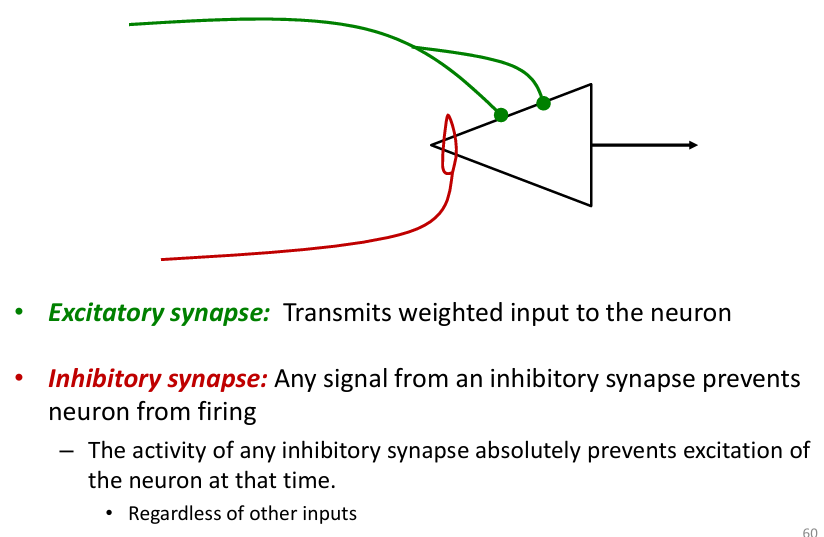 • Excitatory synapse: Transmits weighted input to the neuron
• Inhibitory synapse: Any signal from an inhibitory synapse prevents
neuron from firing
– The activity of any inhibitory synapse absolutely prevents excitation of
the neuron at that time.
• Regardless of other inputs
60